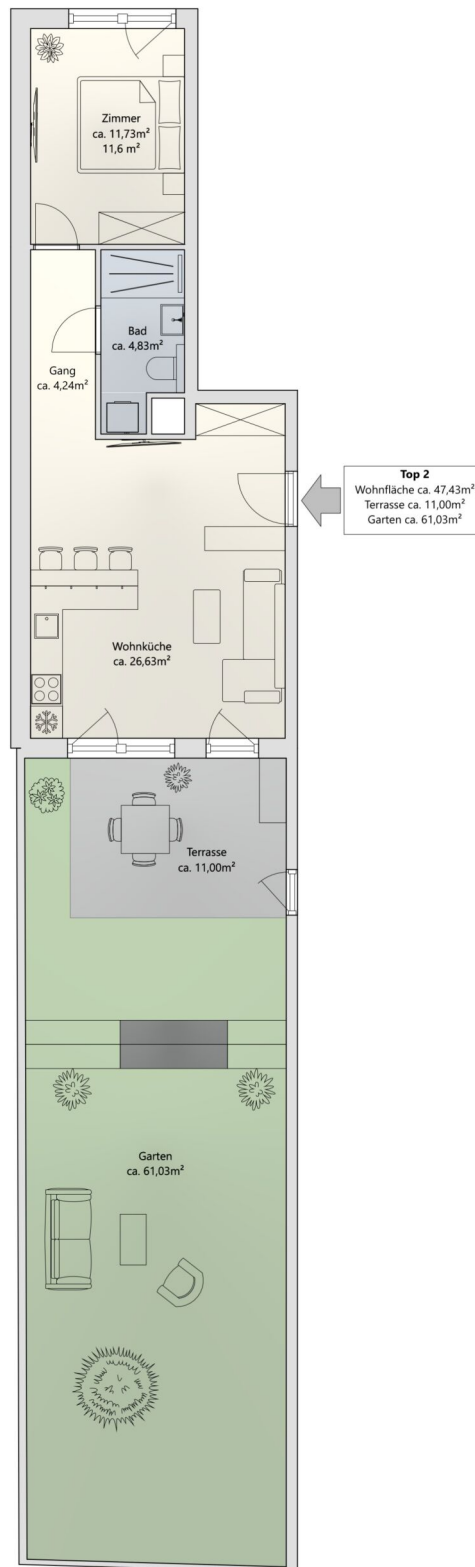 Zimmer
ca. 11,73m²
11,6 m²
Bad
ca. 4,83m²
Gang
ca. 4,24m²
Top 2
Wohnfläche ca. 47,43m²
Terrasse ca. 11,00m²
Garten ca. 61,03m²
Wohnküche
ca. 26,63m²
Terrasse
ca. 11,00m²
Garten
ca. 61,03m²